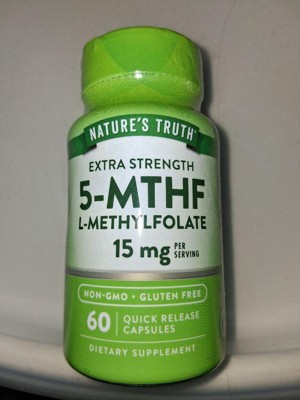 NATURE'S TRUTH
EXTRA STRENGTH
5-MTHF
L-METHYLFOLATE
15 mg PER SERVING
NON-GMO • GLUTEN FREE
60 QUICK RELEASE CAPSULES
DIETARY SUPPLEMENT